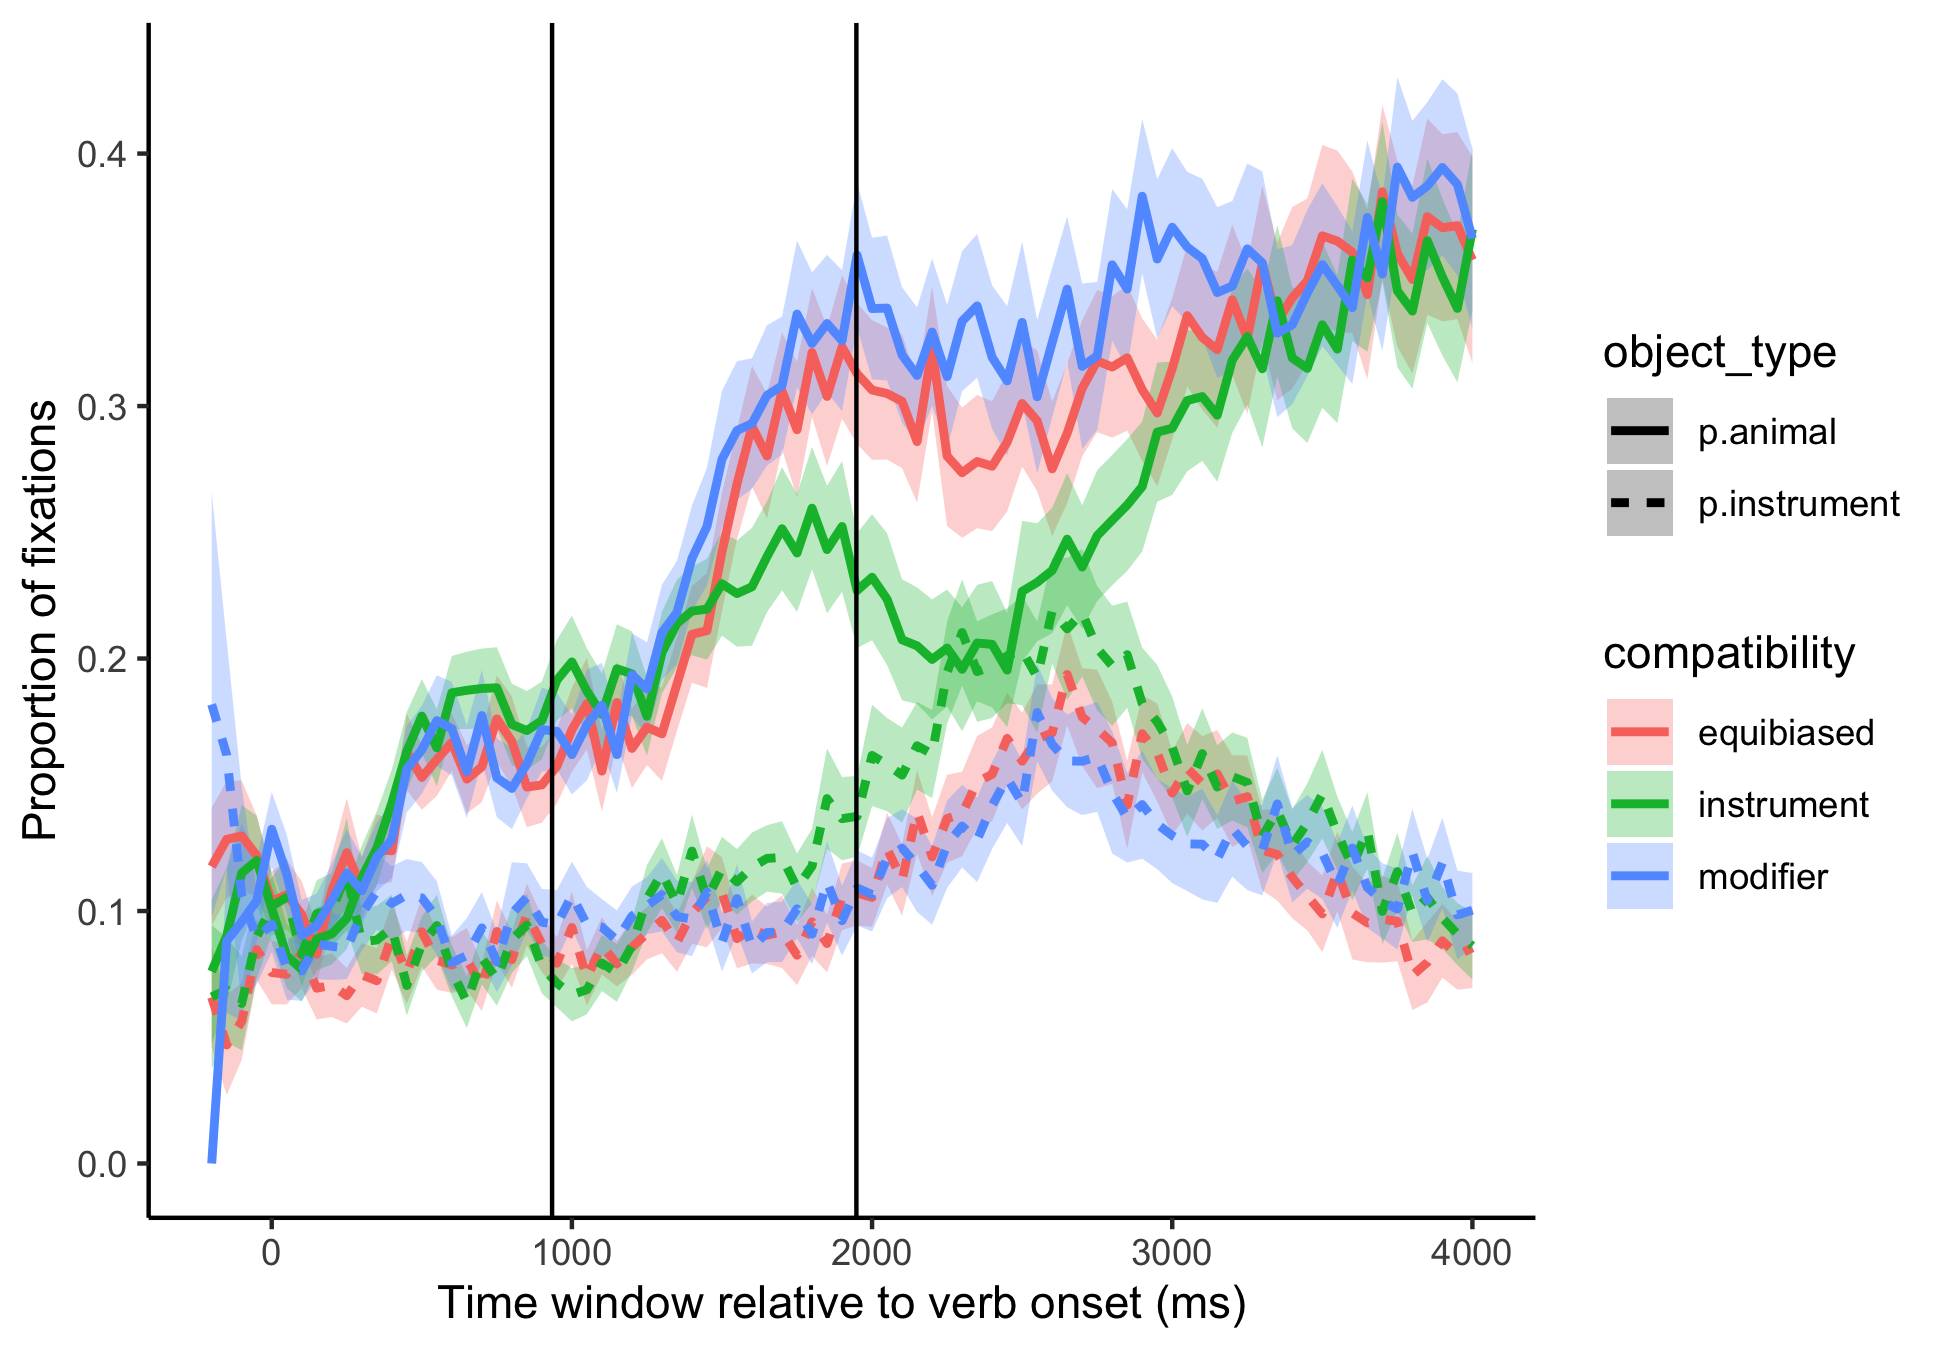 Proportion of fixations
0.4
0.3
0.2
0.1
0.0
0 1000 2000 3000 4000
Time window relative to verb onset (ms)
object_type
p.animal
p.instrument
compatibility
equibiased
instrument
modifier